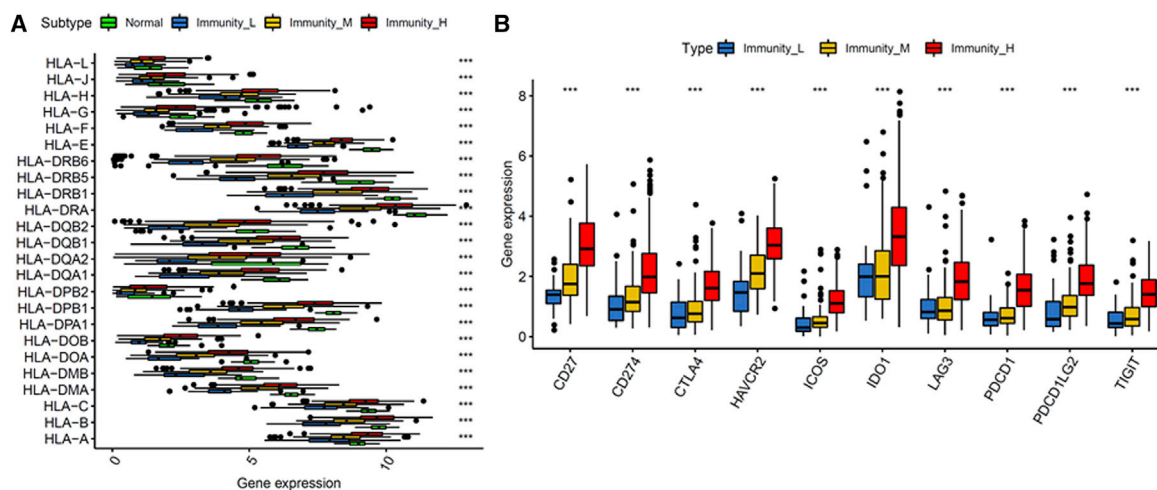 A
Subtype Normal Immunity_L Immunity_M Immunity_H
HLA-L ***
HLA-J ***
HLA-H ***
HLA-G ***
HLA-F ***
HLA-E ***
HLA-DRB6 ***
HLA-DRB5 ***
HLA-DRB1 ***
HLA-DRA ***
HLA-DQB2 ***
HLA-DQB1 ***
HLA-DQA2 ***
HLA-DQA1 ***
HLA-DPB2 ***
HLA-DPB1 ***
HLA-DPA1 ***
HLA-DOB ***
HLA-DOA ***
HLA-DMB ***
HLA-DMA ***
HLA-C ***
HLA-B ***
HLA-A ***
0 5 10
Gene expression
B
Type Immunity_L Immunity_M Immunity_H
*** *** *** *** *** *** *** *** *** ***
8
6
4
2
0
Gene expression
CD27 CD274 CTLA4 HAVCR2 ICOS IDO1 LAG3 PDCD1 PDCD1LG2 TIGIT